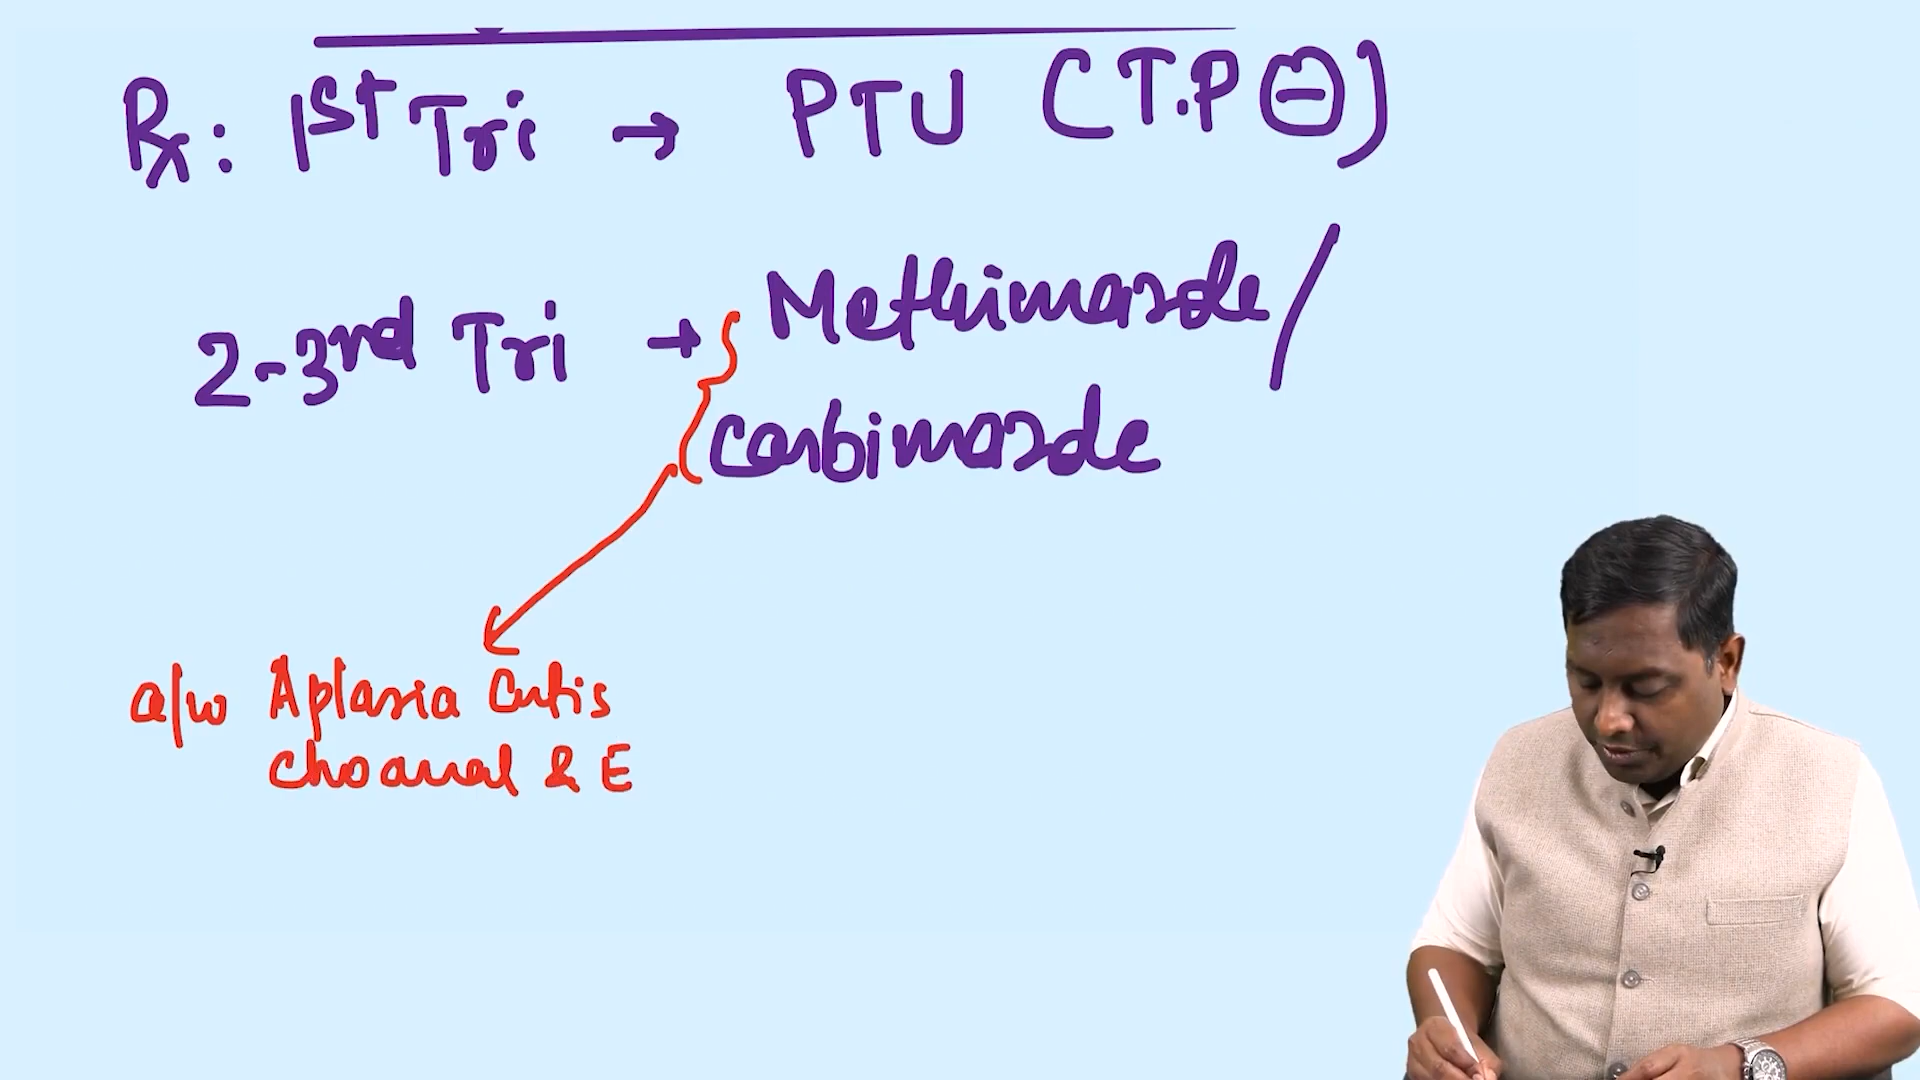 Rx: 1st Tri → PTU (T.P ⊖)
2-3rd Tri → Methimazole/
Carbimazole
a/w Aplasia Cutis
choanal & E